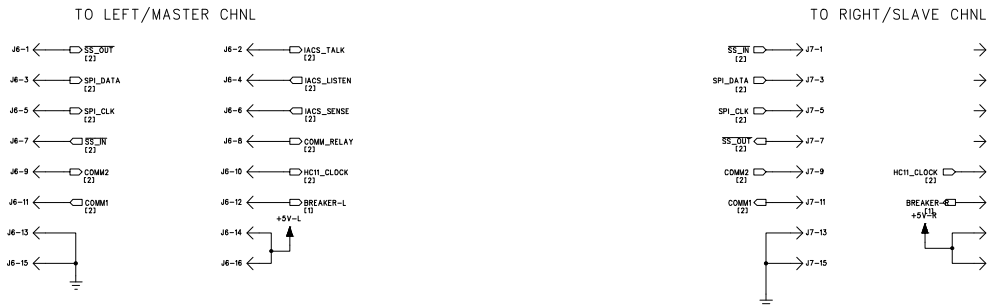 TO LEFT/MASTER CHNL
J6-1 SS_OUT [2]
J6-3 SPI_DATA [2]
J6-5 SPI_CLK [2]
J6-7 SS_IN [2]
J6-9 COMM2 [2]
J6-11 COMM1 [2]
J6-13
J6-15
J6-2 IACS_TALK [2]
J6-4 IACS_LISTEN [2]
J6-6 IACS_SENSE [2]
J6-8 COMM_RELAY [2]
J6-10 HC11_CLOCK [2]
J6-12 BREAKER-L [1]
+5V-L
J6-14
J6-16
TO RIGHT/SLAVE CHNL
SS_IN [2] J7-1
SPI_DATA [2] J7-3
SPI_CLK [2] J7-5
SS_OUT [2] J7-7
COMM2 [2] J7-9
COMM1 [2] J7-11
J7-13
J7-15
HC11_CLOCK [2]
BREAKER-R [1]
+5V-R